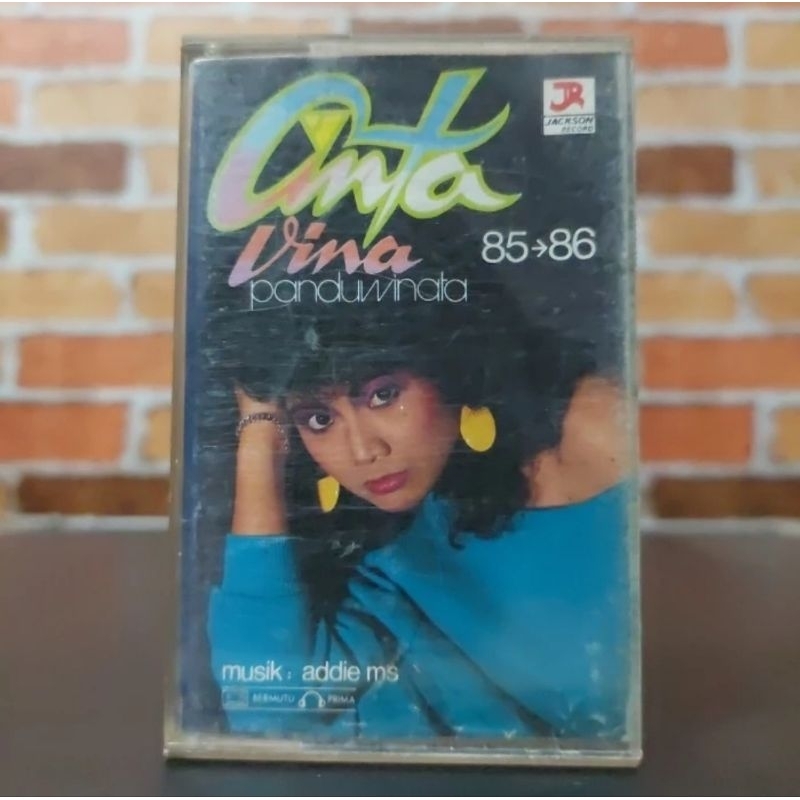 JR
JACKSON
RECORD
Cinta
Vina
85→86
panduwinata
musik : addie ms
BERMUTU PRIMA